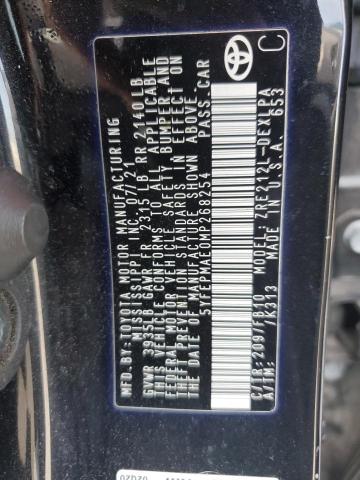 MFD.BY:TOYOTA MOTOR MANUFACTURING
MISSISSIPPI INC. 07/21
GVWR 3935LB GAWR FR 2315 LB RR 2140 LB
THIS VEHICLE CONFORMS TO ALL APPLICABLE
FEDERAL MOTOR VEHICLE SAFETY BUMPER AND
THEFT PREVENTION STANDARDS IN EFFECT ON
THE DATE OF MANUFACTURE SHOWN ABOVE.
5YFEPMAE0MP268254 PASS.CAR
C/TR:209/FB10 MODEL:ZRE212L-DEXLPA
A/TM: /K313 MADE IN U.S.A. 653
TOYOTA
C